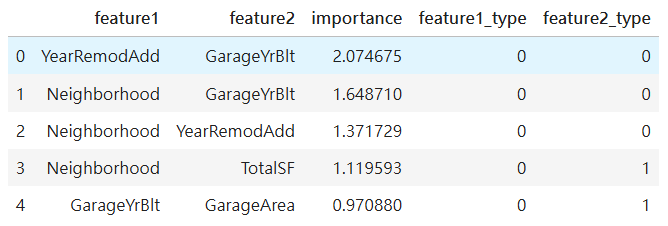 feature1 feature2 importance feature1_type feature2_type
0 YearRemodAdd GarageYrBlt 2.074675 0 0
1 Neighborhood GarageYrBlt 1.648710 0 0
2 Neighborhood YearRemodAdd 1.371729 0 0
3 Neighborhood TotalSF 1.119593 0 1
4 GarageYrBlt GarageArea 0.970880 0 1